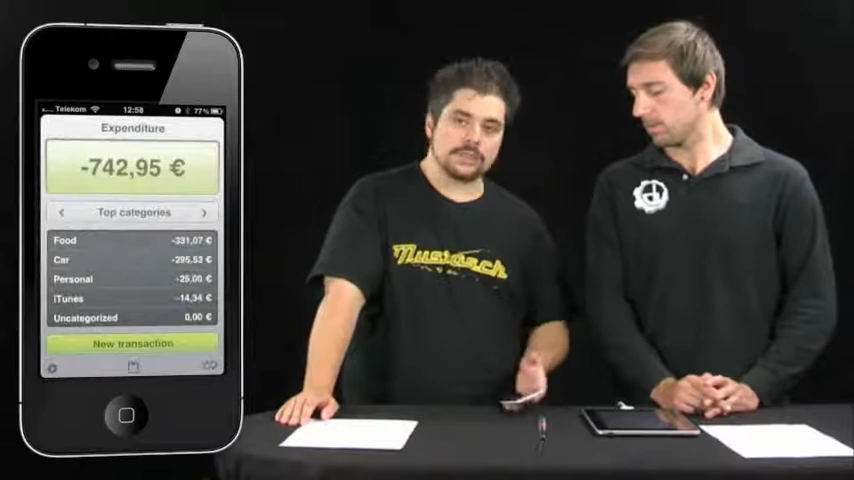 Telekom 12:58 77%
Expenditure
-742,95 €
Top categories
Food -331,07 €
Car -295,53 €
Personal -25,00 €
iTunes -14,34 €
Uncategorized 0,00 €
New transaction
Mustasch